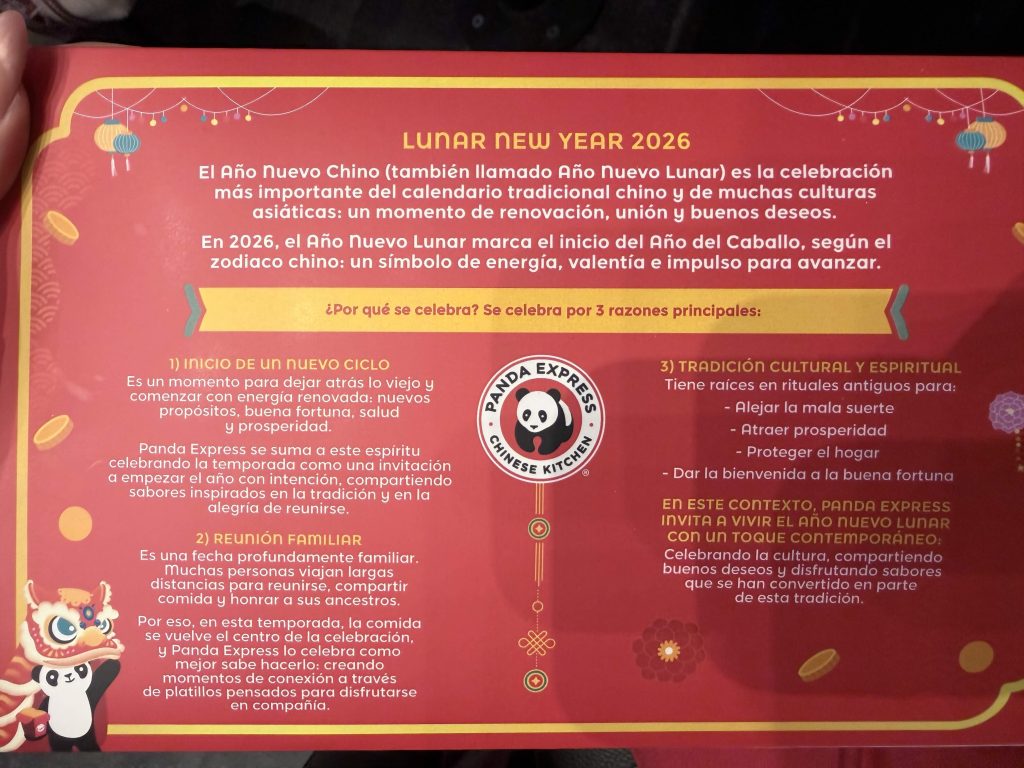 LUNAR NEW YEAR 2026
El Año Nuevo Chino (también llamado Año Nuevo Lunar) es la celebración
más importante del calendario tradicional chino y de muchas culturas
asiáticas: un momento de renovación, unión y buenos deseos.
En 2026, el Año Nuevo Lunar marca el inicio del Año del Caballo, según el
zodiaco chino: un símbolo de energía, valentía e impulso para avanzar.
¿Por qué se celebra? Se celebra por 3 razones principales:
1) INICIO DE UN NUEVO CICLO
Es un momento para dejar atrás lo viejo y
comenzar con energía renovada: nuevos
propósitos, buena fortuna, salud
y prosperidad.
Panda Express se suma a este espíritu
celebrando la temporada como una invitación
a empezar el año con intención, compartiendo
sabores inspirados en la tradición y en la
alegría de reunirse.
2) REUNIÓN FAMILIAR
Es una fecha profundamente familiar.
Muchas personas viajan largas
distancias para reunirse, compartir
comida y honrar a sus ancestros.
Por eso, en esta temporada, la comida
se vuelve el centro de la celebración,
y Panda Express lo celebra como
mejor sabe hacerlo: creando
momentos de conexión a través
de platillos pensados para disfrutarse
en compañía.
PANDA EXPRESS
CHINESE KITCHEN
®
3) TRADICIÓN CULTURAL Y ESPIRITUAL
Tiene raíces en rituales antiguos para:
- Alejar la mala suerte
- Atraer prosperidad
- Proteger el hogar
- Dar la bienvenida a la buena fortuna
EN ESTE CONTEXTO, PANDA EXPRESS
INVITA A VIVIR EL AÑO NUEVO LUNAR
CON UN TOQUE CONTEMPORÁNEO:
Celebrando la cultura, compartiendo
buenos deseos y disfrutando sabores
que se han convertido en parte
de esta tradición.